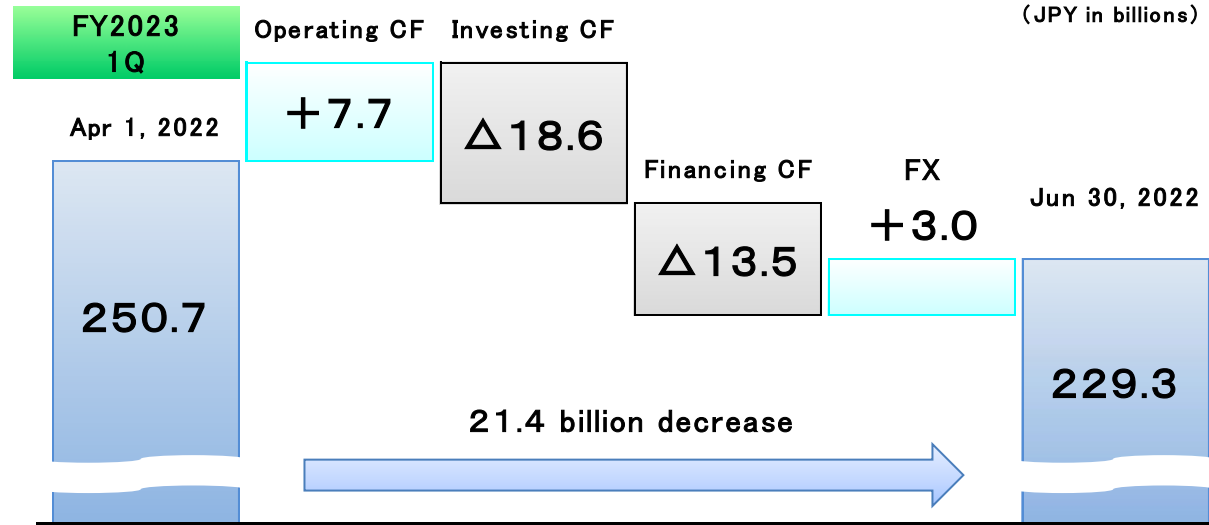 FY2023
1Q
（JPY in billions）
Operating CF
Investing CF
Apr 1, 2022
＋7.7
△18.6
Financing CF
FX
Jun 30, 2022
＋3.0
△13.5
250.7
229.3
21.4 billion decrease